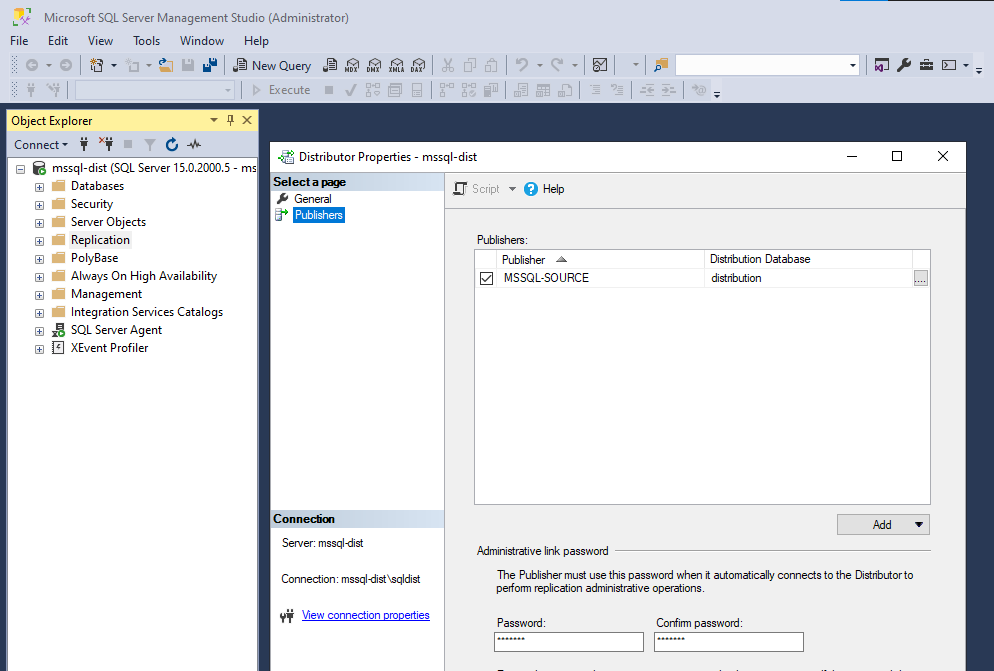 Microsoft SQL Server Management Studio (Administrator)
File Edit View Tools Window Help
New Query MDX DMX XMLA DAX
Execute
Object Explorer
Connect
mssql-dist (SQL Server 15.0.2000.5 - ms
Databases
Security
Server Objects
Replication
PolyBase
Always On High Availability
Management
Integration Services Catalogs
SQL Server Agent
XEvent Profiler
Distributor Properties - mssql-dist
Select a page
General
Publishers
Connection
Server: mssql-dist
Connection: mssql-dist\sqldist
View connection properties
Script Help
Publishers:
Publisher Distribution Database
MSSQL-SOURCE distribution ...
Add
Administrative link password
The Publisher must use this password when it automatically connects to the Distributor to
perform replication administrative operations.
Password: Confirm password:
******* *******